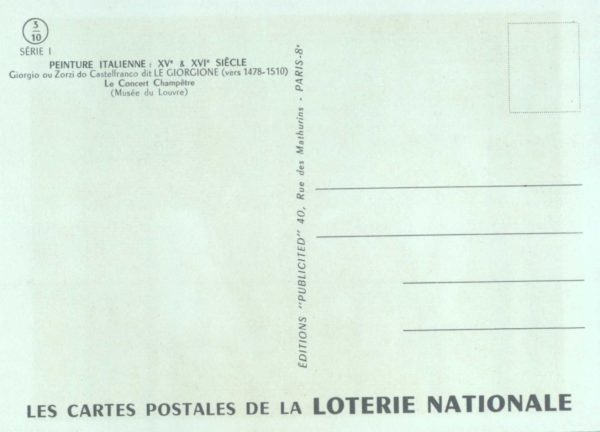 3
10
SÉRIE I
PEINTURE ITALIENNE : XVᵉ & XVIᵉ SIÈCLE
Giorgio ou Zorzi do Castelfranco dit LE GIORGIONE (vers 1478-1510)
Le Concert Champêtre
(Musée du Louvre)
ÉDITIONS "PUBLICITED" 40, Rue des Mathurins - PARIS-8ᵉ
LES CARTES POSTALES DE LA LOTERIE NATIONALE